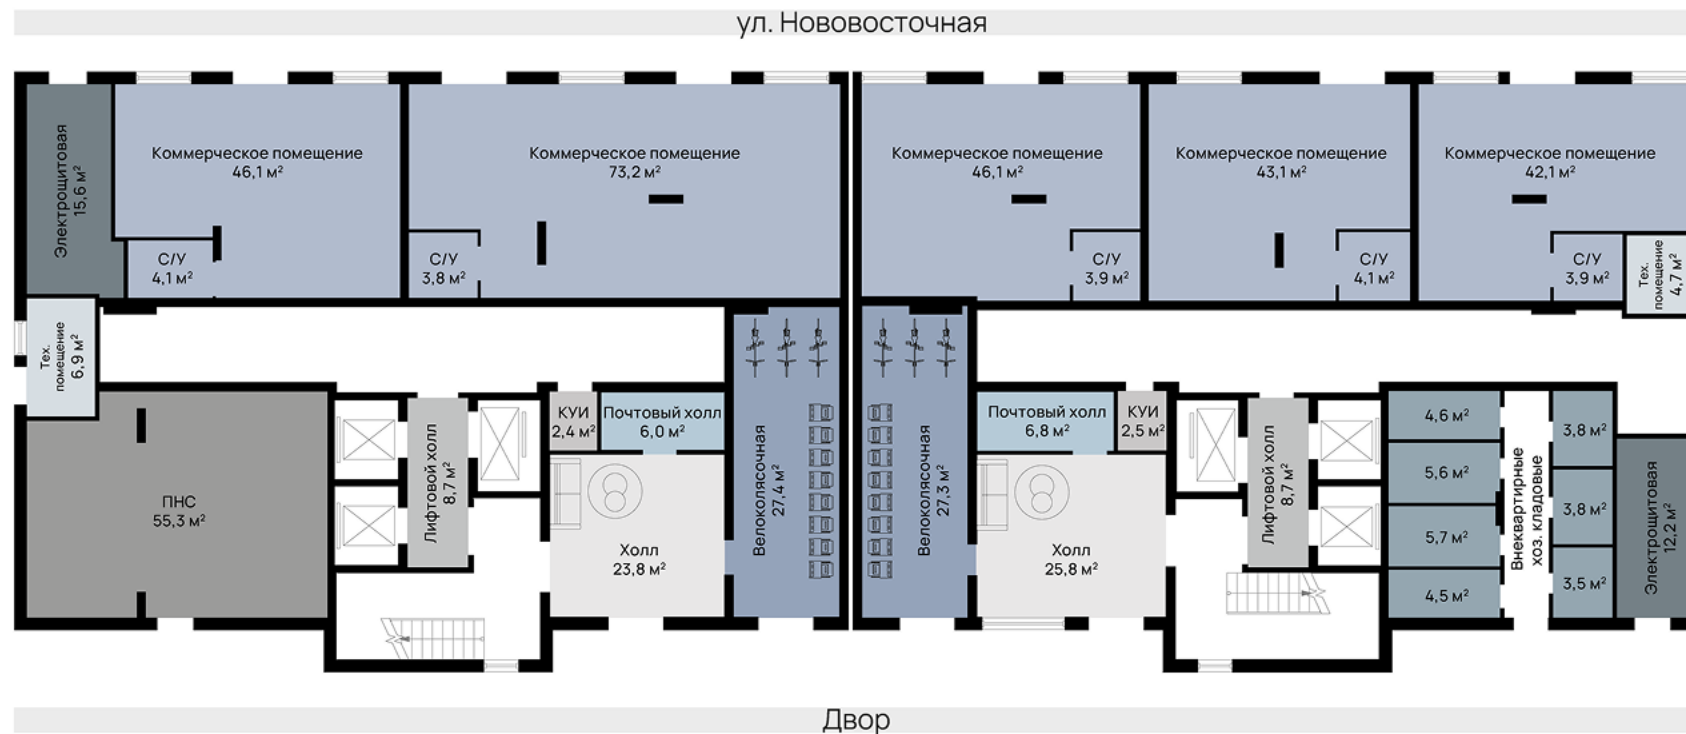 ул. Нововосточная
Электрощитовая
15,6 м²
Коммерческое помещение
46,1 м²
С/У
4,1 м²
Коммерческое помещение
73,2 м²
С/У
3,8 м²
Коммерческое помещение
46,1 м²
С/У
3,9 м²
Коммерческое помещение
43,1 м²
С/У
4,1 м²
Коммерческое помещение
42,1 м²
С/У
3,9 м²
Тех.
помещение
4,7 м²
Тех.
помещение
6,9 м²
ПНС
55,3 м²
Лифтовой холл
8,7 м²
КУИ
2,4 м²
Почтовый холл
6,0 м²
Холл
23,8 м²
Велоколясочная
27,4 м²
Велоколясочная
27,3 м²
Почтовый холл
6,8 м²
КУИ
2,5 м²
Холл
25,8 м²
Лифтовой холл
8,7 м²
4,6 м²
5,6 м²
5,7 м²
4,5 м²
Внеквартирные
хоз. кладовые
3,8 м²
3,8 м²
3,5 м²
Электрощитовая
12,2 м²
Двор